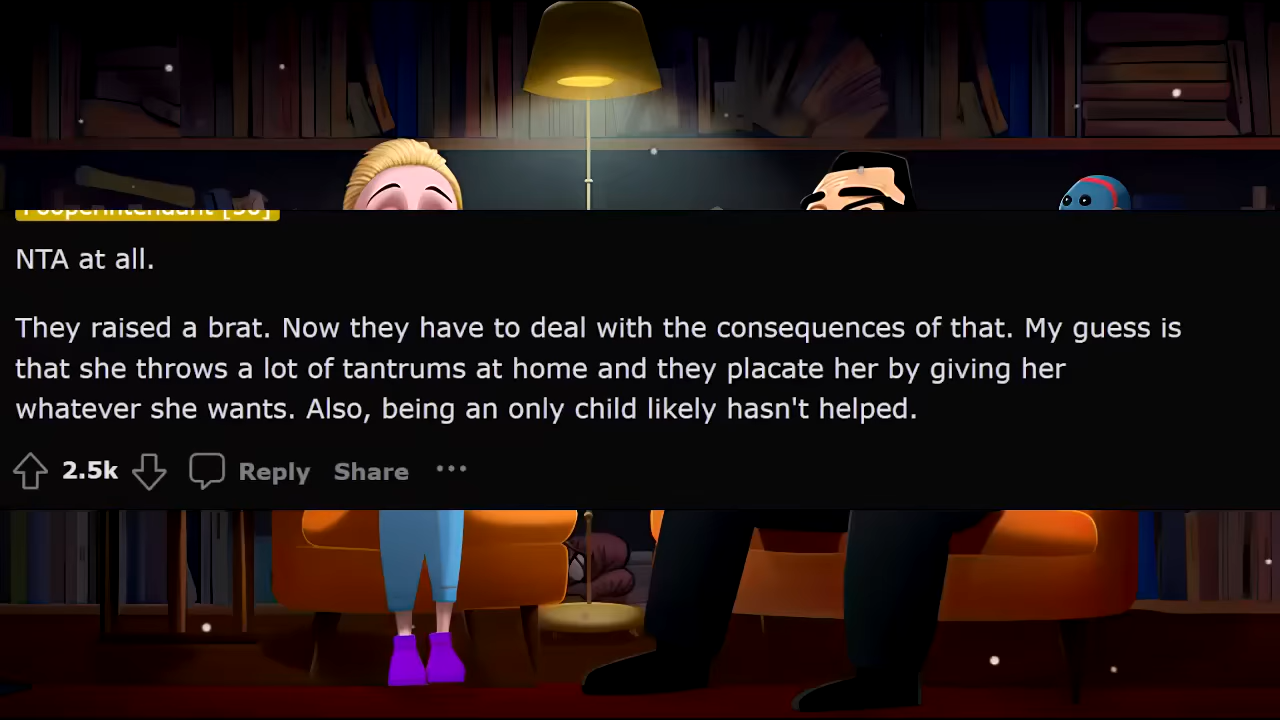 Pooperintendant [56]
NTA at all.
They raised a brat. Now they have to deal with the consequences of that. My guess is
that she throws a lot of tantrums at home and they placate her by giving her
whatever she wants. Also, being an only child likely hasn't helped.
2.5k Reply Share ···